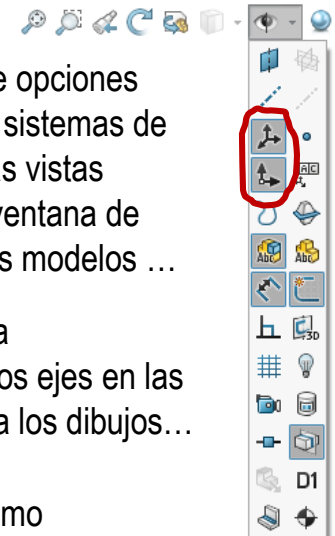 e opciones
sistemas de
s vistas
ventana de
s modelos …
a
os ejes en las
a los dibujos…
mo
D1